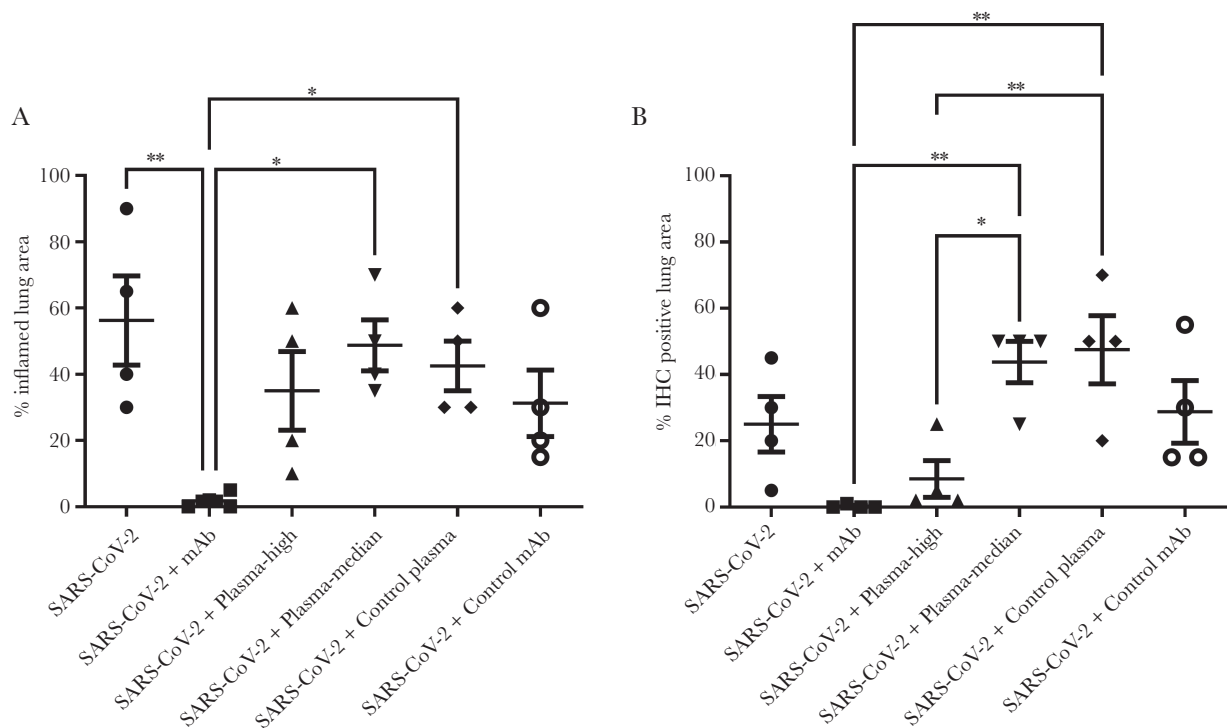 A
% inflamed lung area
100
80
60
40
20
0
**
*
*
SARS-CoV-2
SARS-CoV-2 + mAb
SARS-CoV-2 + Plasma-high
SARS-CoV-2 + Plasma-median
SARS-CoV-2 + Control plasma
SARS-CoV-2 + Control mAb
B
% IHC positive lung area
100
80
60
40
20
0
**
**
**
*
SARS-CoV-2
SARS-CoV-2 + mAb
SARS-CoV-2 + Plasma-high
SARS-CoV-2 + Plasma-median
SARS-CoV-2 + Control plasma
SARS-CoV-2 + Control mAb